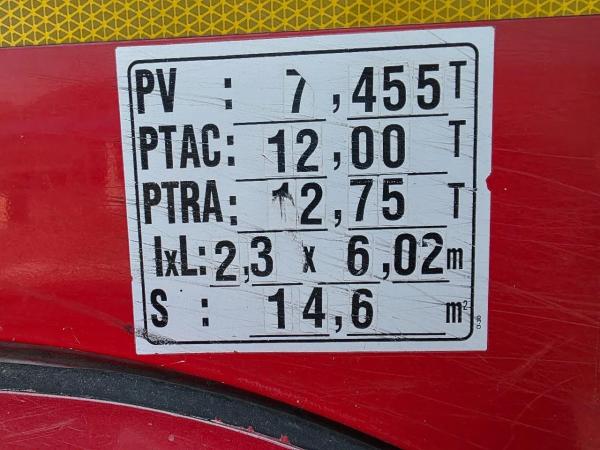 PV : 7,455 T
PTAC: 12,00 T
PTRA: 12,75 T
IxL: 2,3 x 6,02 m
S : 14,6 m²